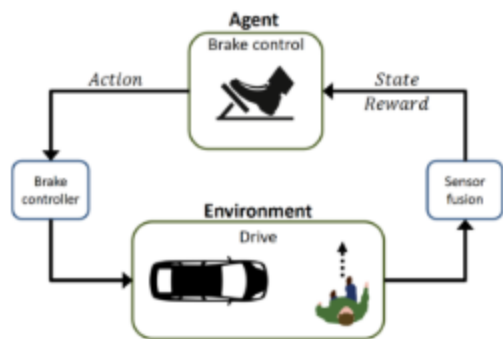 Agent
Brake control
Action
State
Reward
Brake
controller
Sensor
fusion
Environment
Drive